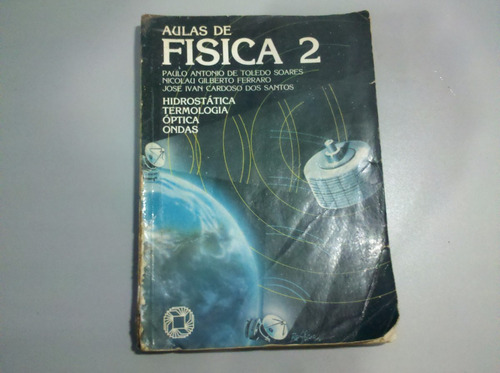 AULAS DE
FÍSICA 2
PAULO ANTONIO DE TOLEDO SOARES
NICOLAU GILBERTO FERRARO
JOSÉ IVAN CARDOSO DOS SANTOS
HIDROSTÁTICA
TERMOLOGIA
ÓPTICA
ONDAS